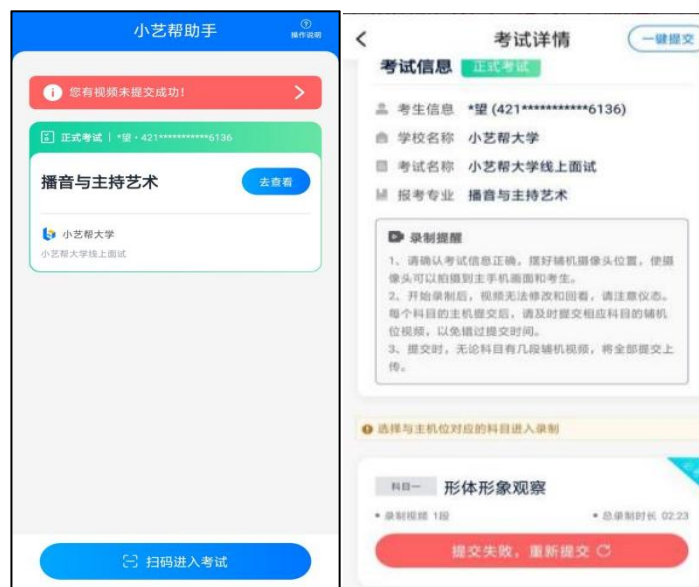 小艺帮助手
操作说明
您有视频未提交成功！
正式考试 | *望·421***********6136
播音与主持艺术
去查看
小艺帮大学
小艺帮大学线上面试
扫码进入考试
考试详情
一键提交
考试信息 正式考试
考生信息 *望 (421***********6136)
学校名称 小艺帮大学
考试名称 小艺帮大学线上面试
报考专业 播音与主持艺术
录制提醒
1、请确认考试信息正确，摆好辅机摄像头位置，使摄
像头可以拍摄到主手机画面和考生。
2、开始录制后，视频无法修改和回看，请注意仪态。
每个科目的主机提交后，请及时提交相应科目的辅机
位视频，以免错过提交时间。
3、提交时，无论科目有几段辅机视频，将全部提交上
传。
选择与主机位对应的科目进入录制
科目一 形体形象观察
• 录制视频 1段
• 总录制时长 02:23
提交失败，重新提交